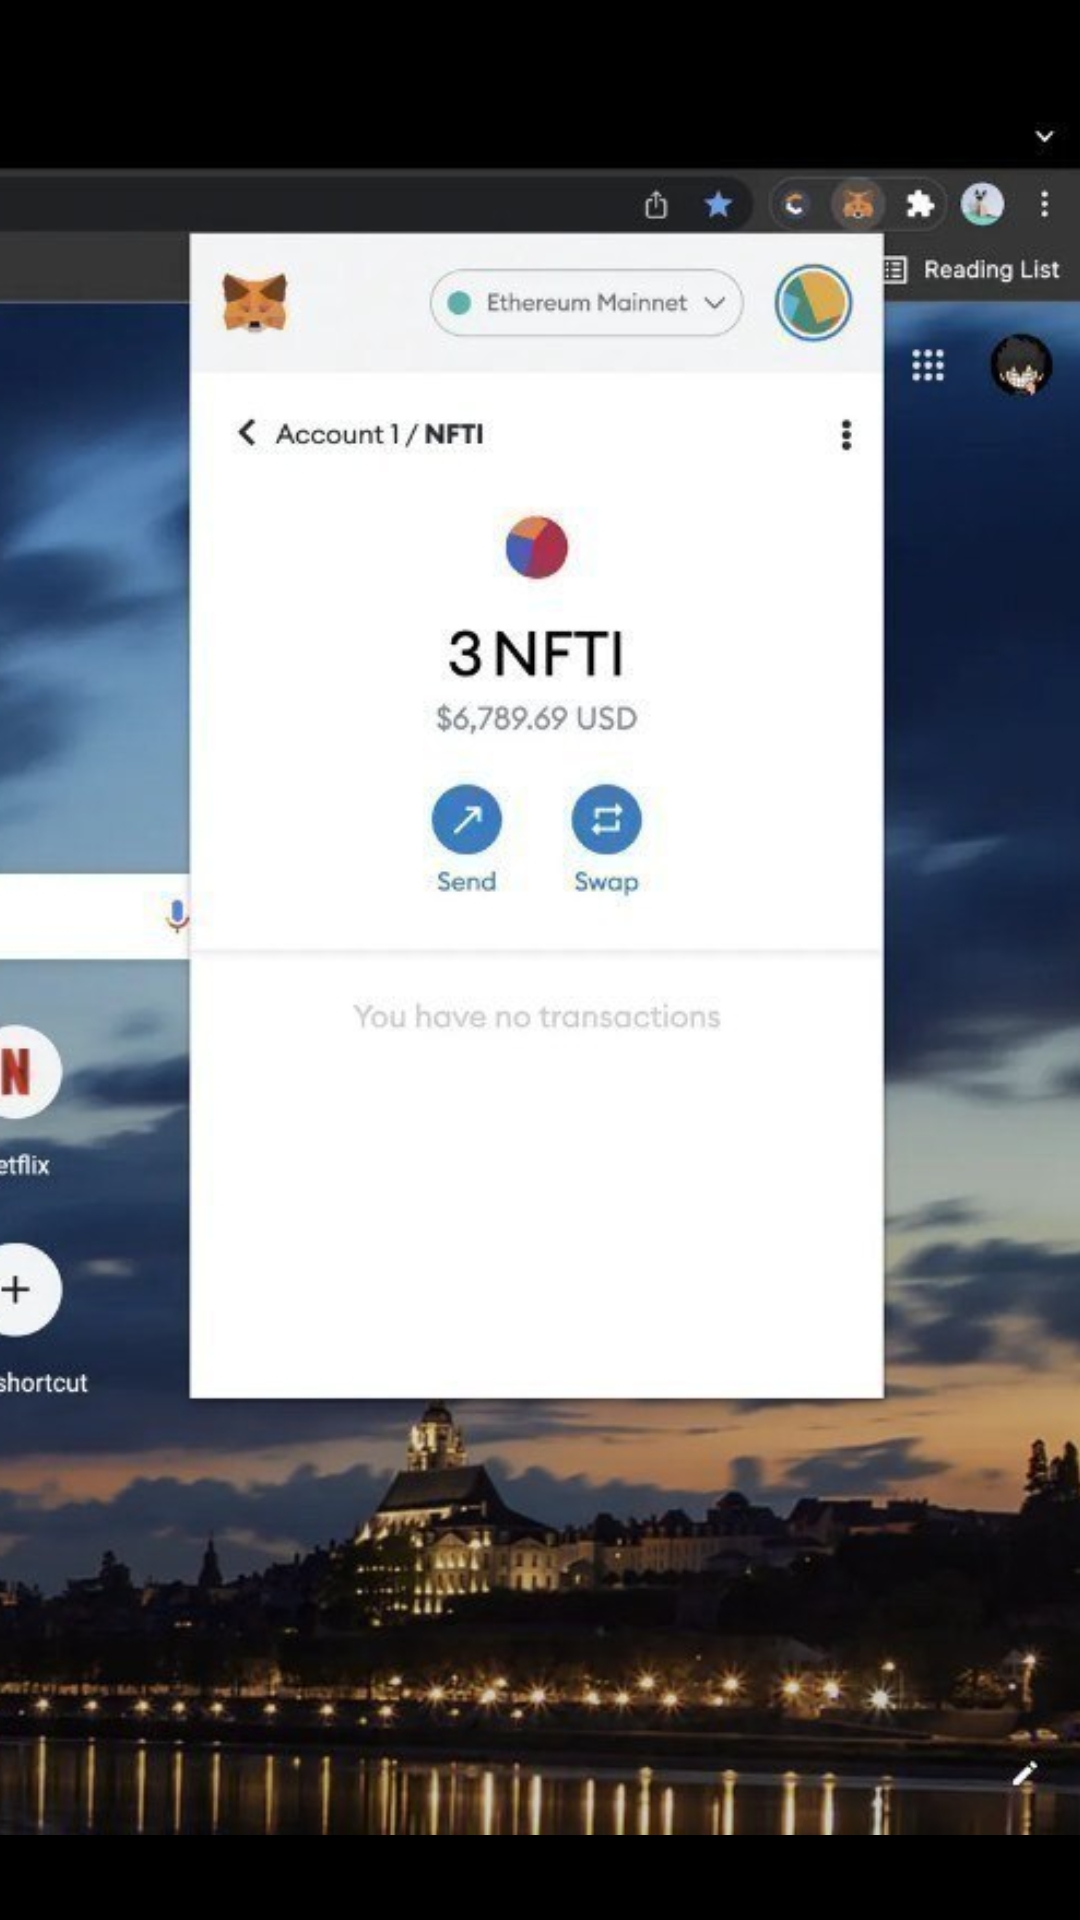 Reading List
Ethereum Mainnet
Account 1 / NFTI
3 NFTI
$6,789.69 USD
Send
Swap
You have no transactions
N
etflix
shortcut